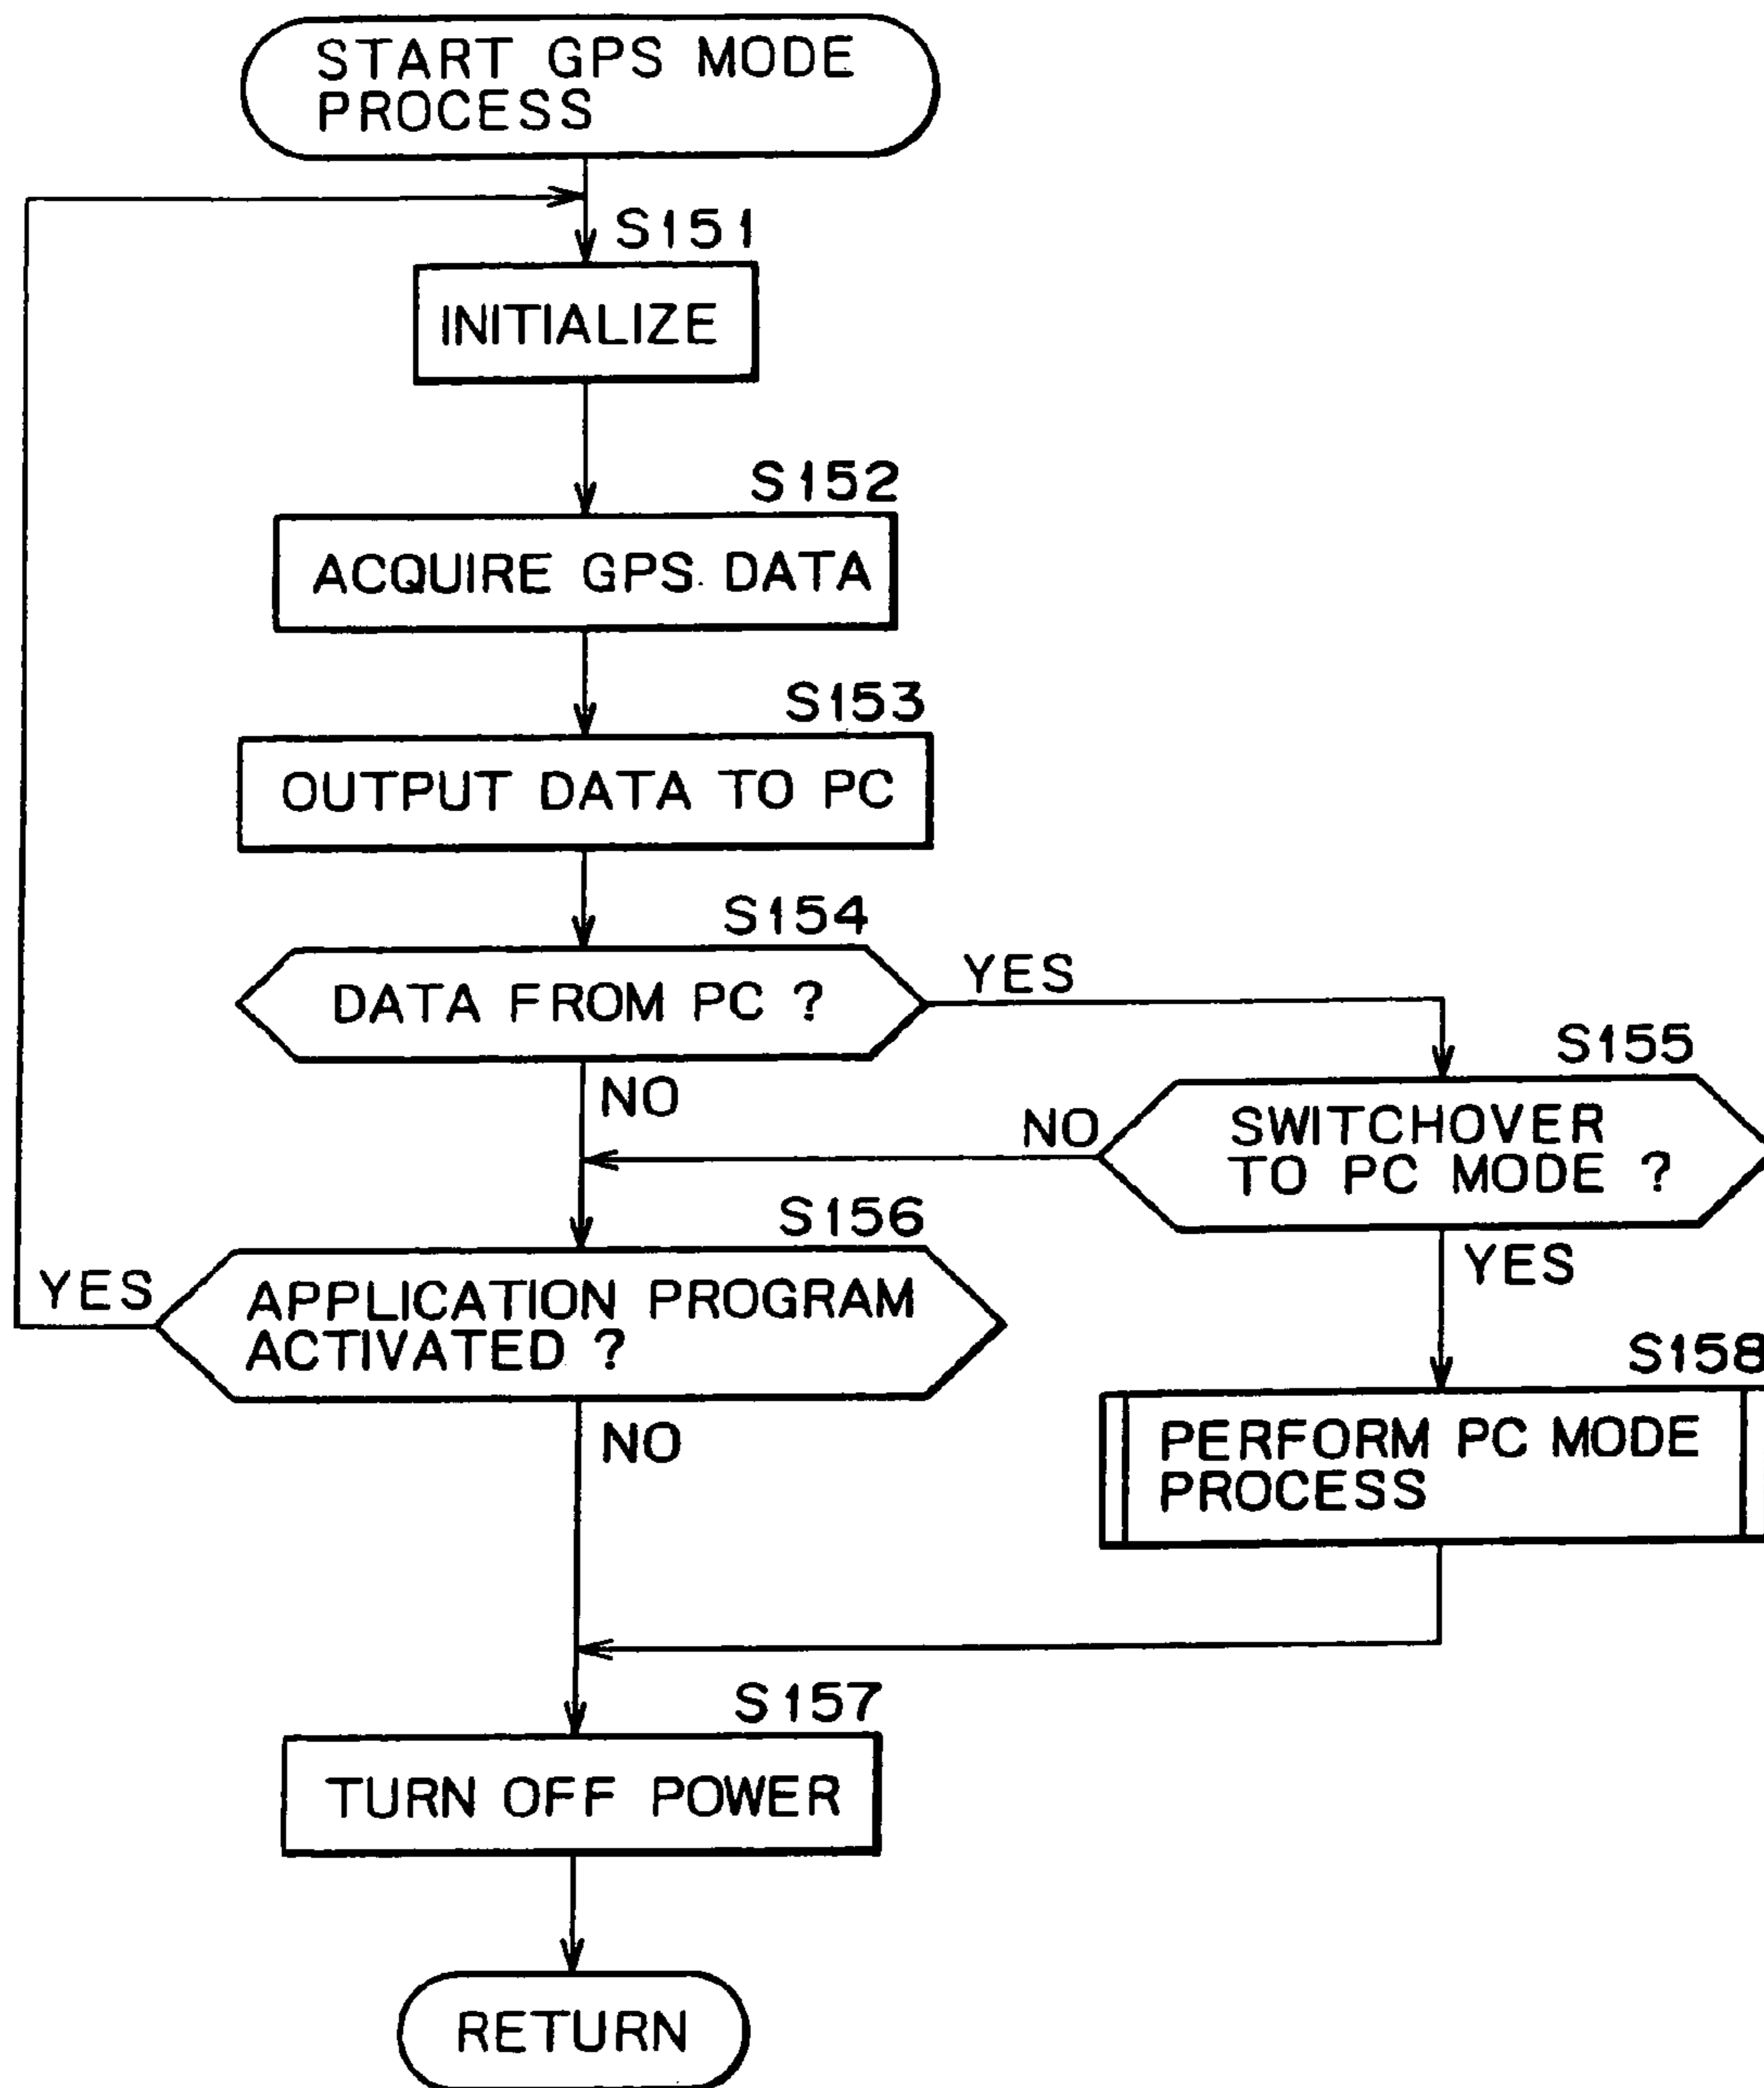 START GPS MODE
PROCESS
S151
INITIALIZE
S152
ACQUIRE GPS DATA
S153
OUTPUT DATA TO PC
S154
DATA FROM PC ?
YES
NO
S155
SWITCHOVER
TO PC MODE ?
NO
YES
S156
APPLICATION PROGRAM
ACTIVATED ?
YES
NO
S158
PERFORM PC MODE
PROCESS
S157
TURN OFF POWER
RETURN